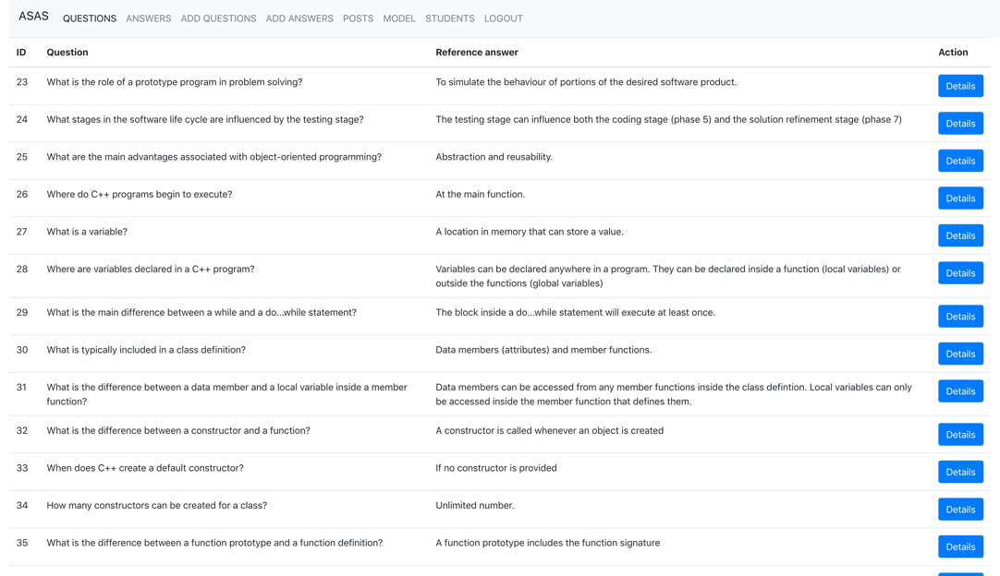 ASAS QUESTIONS ANSWERS ADD QUESTIONS ADD ANSWERS POSTS MODEL STUDENTS LOGOUT
ID Question Reference answer Action
23 What is the role of a prototype program in problem solving? To simulate the behaviour of portions of the desired software product. Details
24 What stages in the software life cycle are influenced by the testing stage? The testing stage can influence both the coding stage (phase 5) and the solution refinement stage (phase 7) Details
25 What are the main advantages associated with object-oriented programming? Abstraction and reusability. Details
26 Where do C++ programs begin to execute? At the main function. Details
27 What is a variable? A location in memory that can store a value. Details
28 Where are variables declared in a C++ program? Variables can be declared anywhere in a program. They can be declared inside a function (local variables) or
outside the functions (global variables) Details
29 What is the main difference between a while and a do...while statement? The block inside a do...while statement will execute at least once. Details
30 What is typically included in a class definition? Data members (attributes) and member functions. Details
31 What is the difference between a data member and a local variable inside a member
function? Data members can be accessed from any member functions inside the class defintion. Local variables can only
be accessed inside the member function that defines them. Details
32 What is the difference between a constructor and a function? A constructor is called whenever an object is created Details
33 When does C++ create a default constructor? If no constructor is provided Details
34 How many constructors can be created for a class? Unlimited number. Details
35 What is the difference between a function prototype and a function definition? A function prototype includes the function signature Details